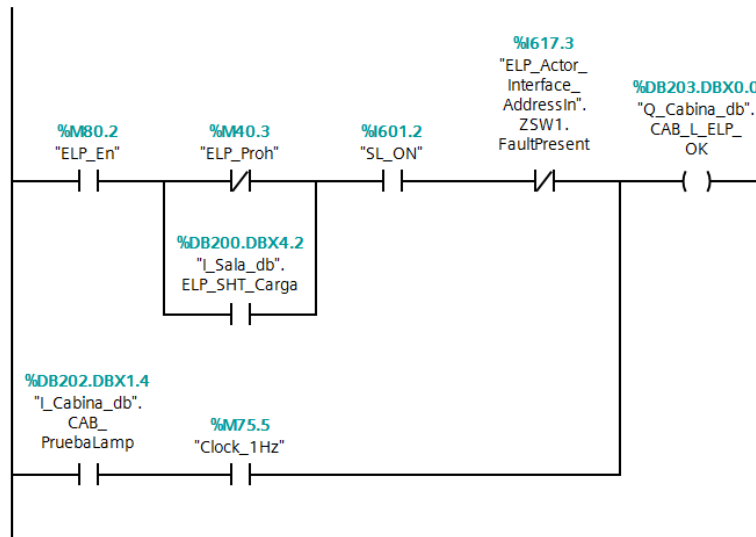 %I617.3
"ELP_Actor_
Interface_
AddressIn".
ZSW1.
FaultPresent
%DB203.DBX0.0
"Q_Cabina_db".
CAB_L_ELP_
OK
%M80.2
"ELP_En"
%M40.3
"ELP_Proh"
%I601.2
"SL_ON"
%DB200.DBX4.2
"I_Sala_db".
ELP_SHT_Carga
%DB202.DBX1.4
"I_Cabina_db".
CAB_
PruebaLamp
%M75.5
"Clock_1Hz"